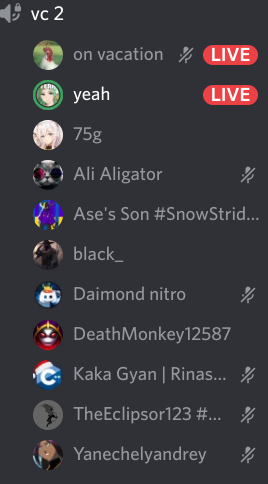 vc 2
on vacation LIVE
yeah LIVE
75g
Ali Aligator
Ase's Son #SnowStrid...
black_
Daimond nitro
DeathMonkey12587
Kaka Gyan | Rinas...
TheEclipsor123 #...
Yanechelyandrey